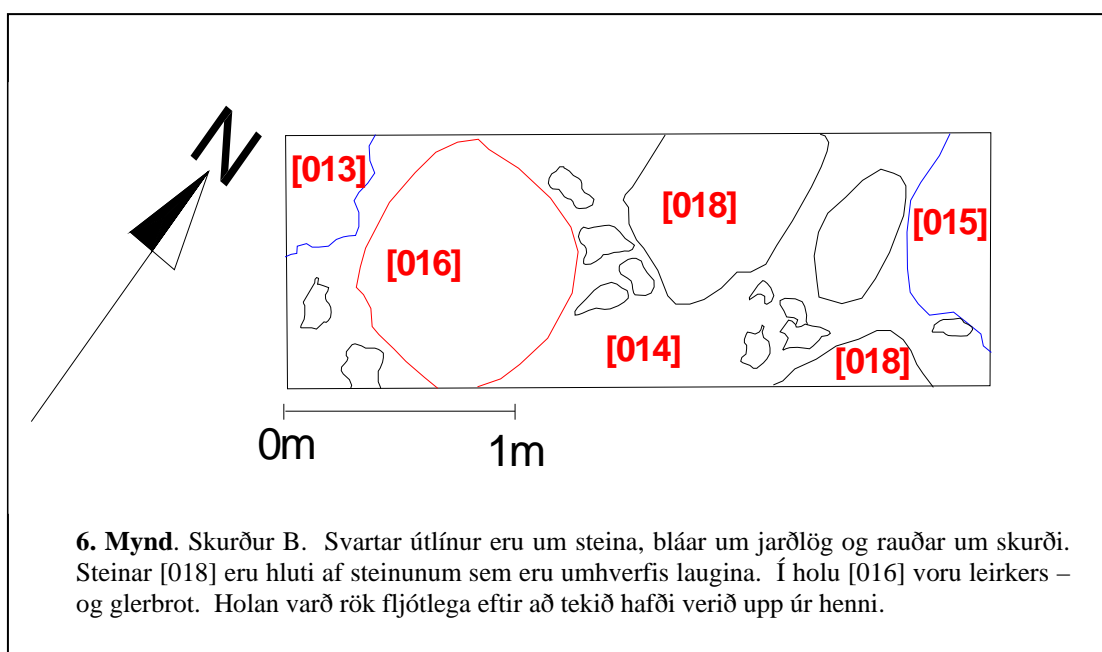 N
[013]
[018]
[015]
[016]
[014]
[018]
0m 1m
6. Mynd. Skurður B. Svartar útlínur eru um steina, bláar um jarðlög og rauðar um skurði.
Steinar [018] eru hluti af steinunum sem eru umhverfis laugina. Í holu [016] voru leirkers –
og glerbrot. Holan varð rök fljótlega eftir að tekið hafði verið upp úr henni.